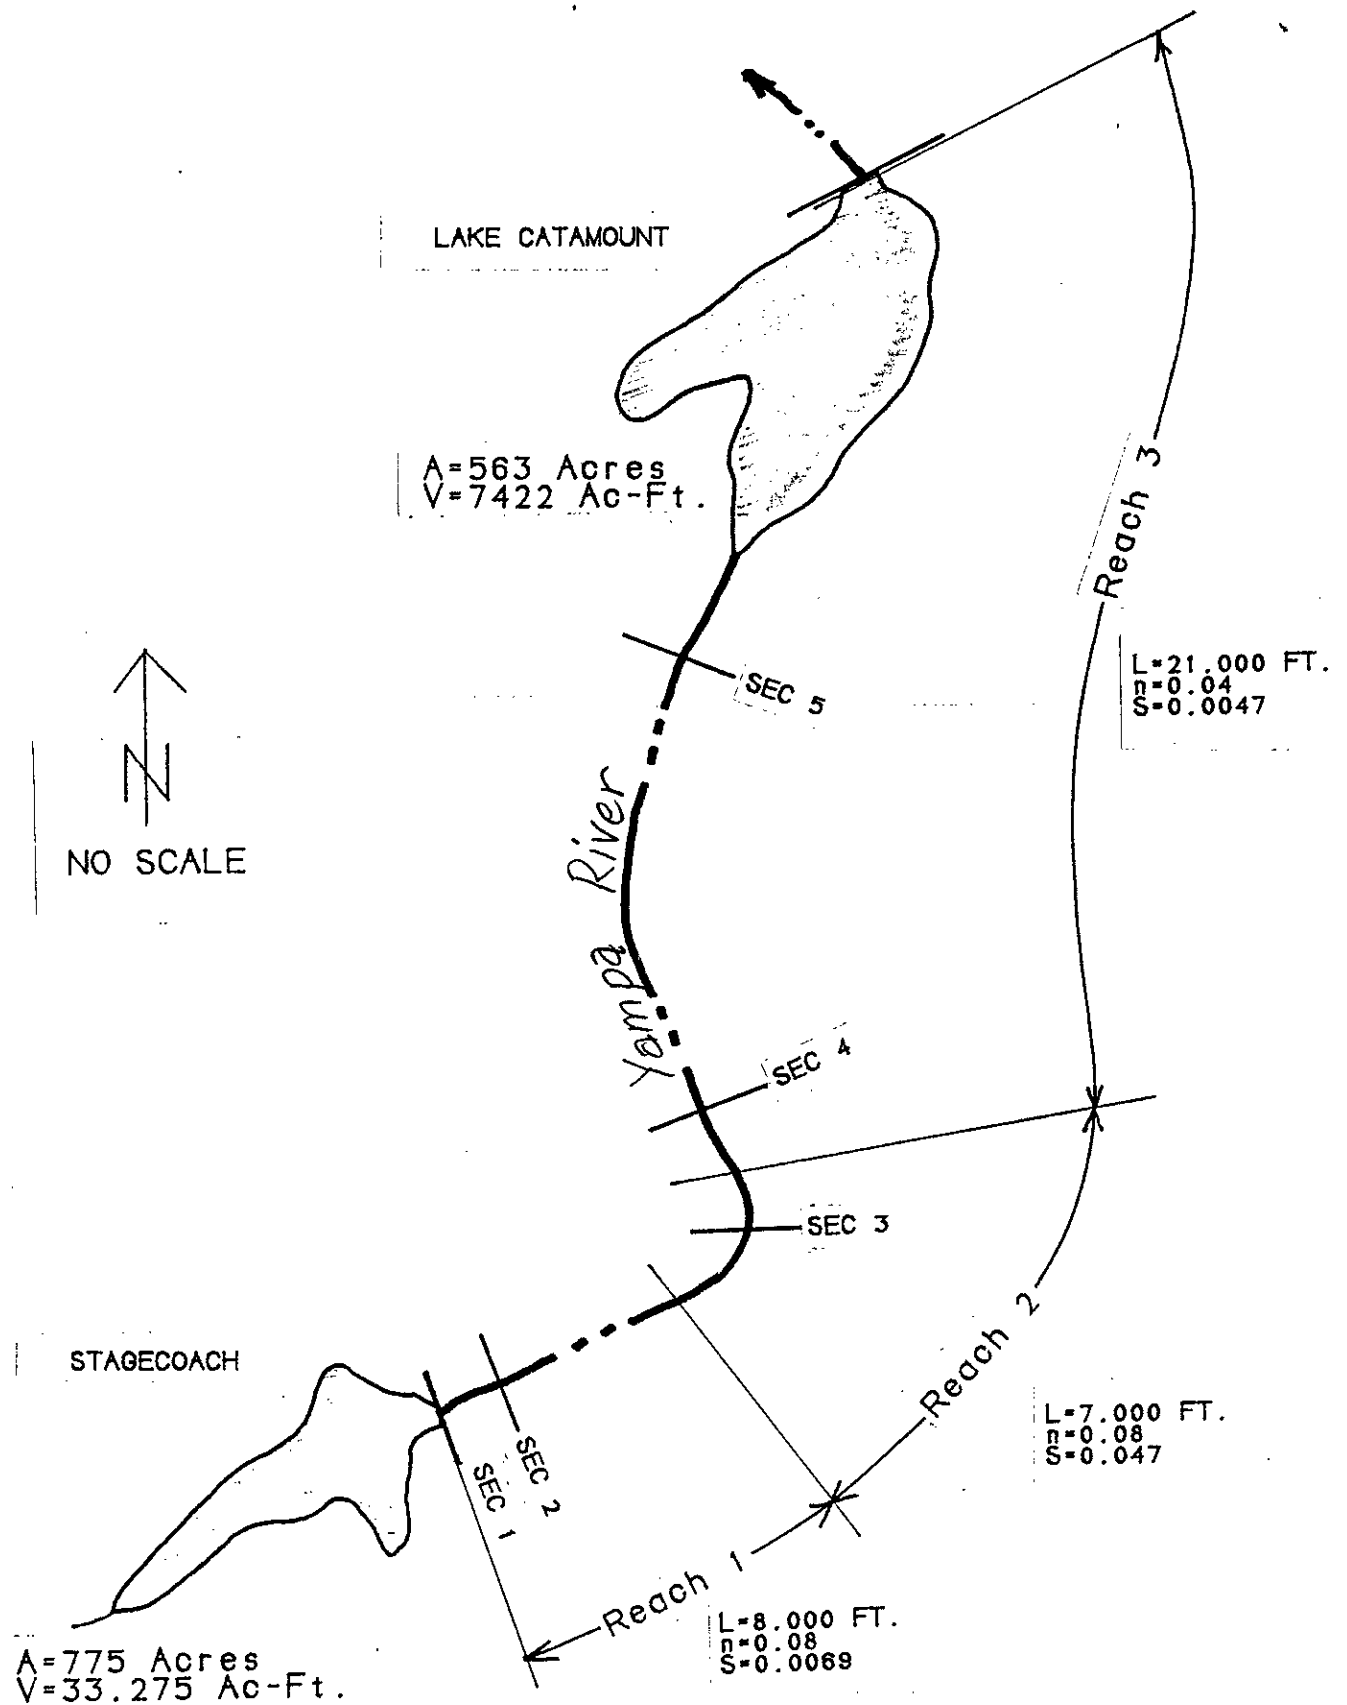 LAKE CATAMOUNT
A=563 Acres
V=7422 Ac-Ft.
Reach 3
L=21.000 FT.
n=0.04
S=0.0047
SEC 5
N
NO SCALE
Yampa River
SEC 4
SEC 3
STAGECOACH
Reach 2
L=7.000 FT.
n=0.08
S=0.047
SEC 2
SEC 1
Reach 1
L=8.000 FT.
n=0.08
S=0.0069
A=775 Acres
V=33.275 Ac-Ft.